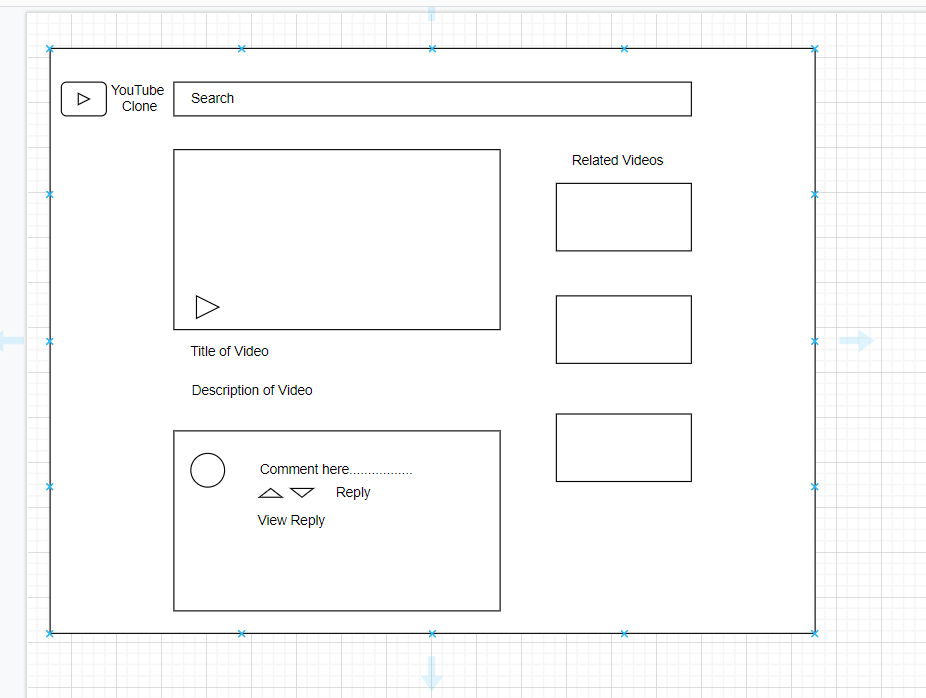 YouTube
Clone
Search
Related Videos
Title of Video
Description of Video
Comment here.................
Reply
View Reply